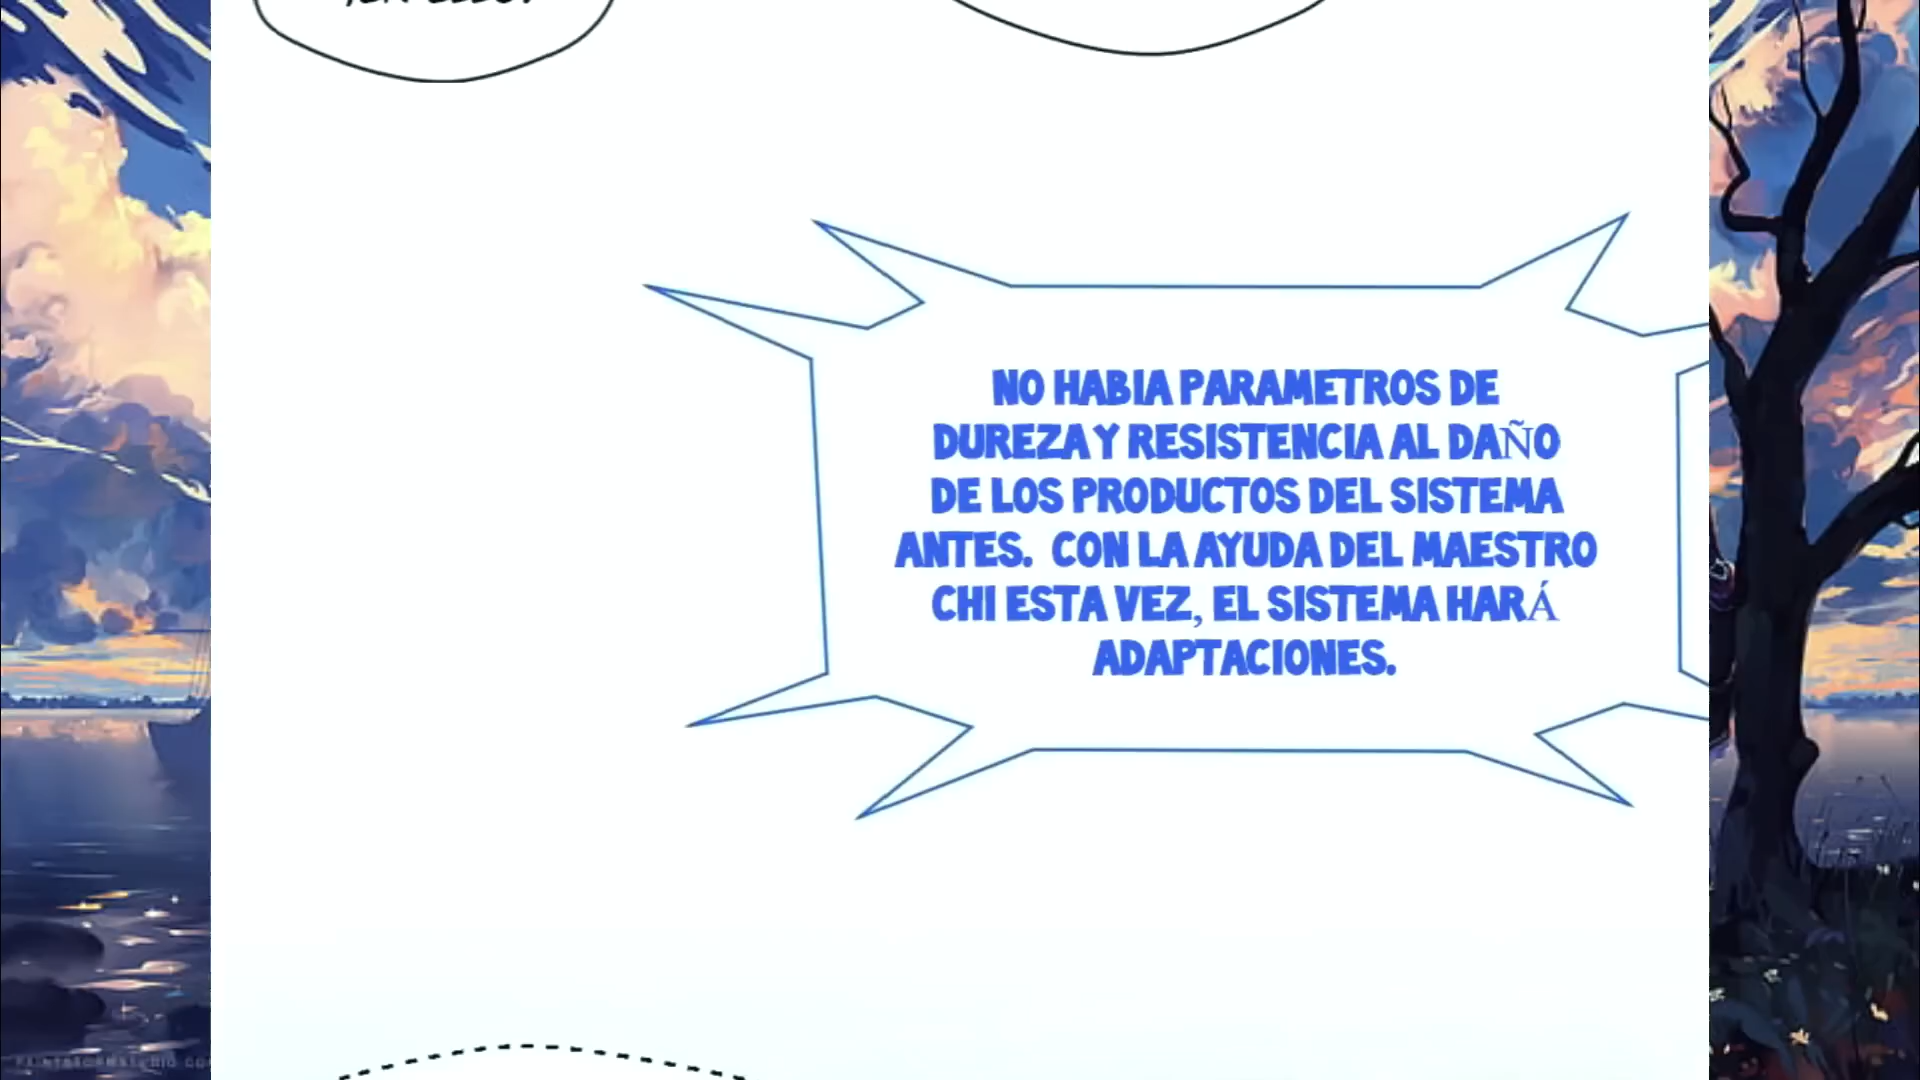 NO HABIA PARAMETROS DE
DUREZA Y RESISTENCIA AL DAÑO
DE LOS PRODUCTOS DEL SISTEMA
ANTES. CON LA AYUDA DEL MAESTRO
CHI ESTA VEZ, EL SISTEMA HARÁ
ADAPTACIONES.